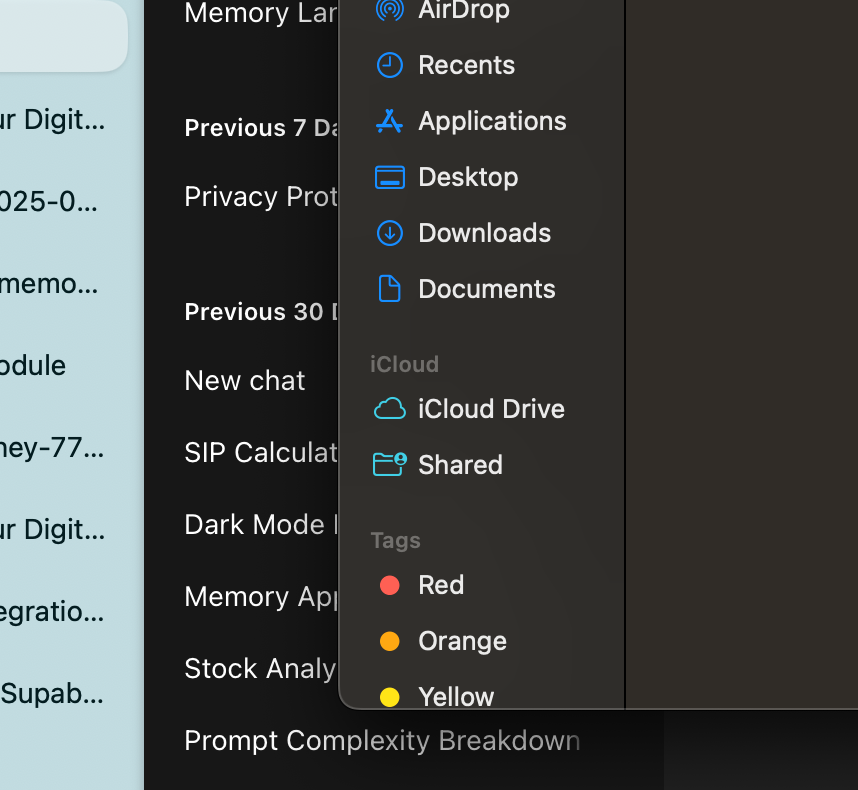 ur Digit...
025-0...
memo...
odule
ney-77...
ur Digit...
egratio...
Supab...
Memory Lar
Previous 7 Da
Privacy Prot
Previous 30 D
New chat
SIP Calculat
Dark Mode
Memory App
Stock Analy
Prompt Complexity Breakdown
AirDrop
Recents
Applications
Desktop
Downloads
Documents
iCloud
iCloud Drive
Shared
Tags
Red
Orange
Yellow